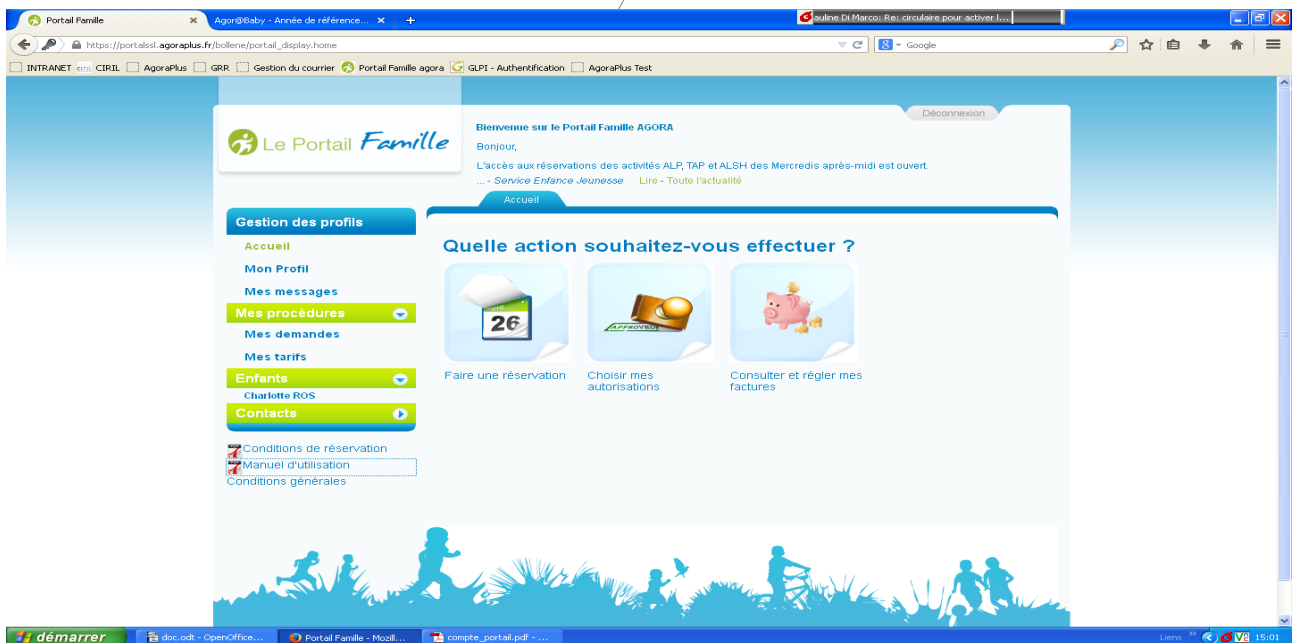 Portail Famille
Agor@Baby - Année de référence...
auline Di Marco: Re: circulaire pour activer l...
https://portalssl.agoraplus.fr/bollene/portail_display.home
Google
INTRANET CIRIL AgoraPlus GRR Gestion du courrier Portail Famille agora GLPI - Authentification AgoraPlus Test
Déconnexion
Le Portail Famille
Bienvenue sur le Portail Famille AGORA
Bonjour,
L'accès aux réservations des activités ALP, TAP et ALSH des Mercredis après-midi est ouvert.
... - Service Enfance Jeunesse Lire - Toute l'actualité
Accueil
Gestion des profils
Accueil
Mon Profil
Mes messages
Mes procédures
Mes demandes
Mes tarifs
Enfants
Charlotte ROS
Contacts
Conditions de réservation
Manuel d'utilisation
Conditions générales
Quelle action souhaitez-vous effectuer ?
26
APPROVED
Faire une réservation
Choisir mes
autorisations
Consulter et régler mes
factures
démarrer
doc.odt - OpenOffice...
Portail Famille - Mozill...
compte_portail.pdf - ...
Liens
15:01